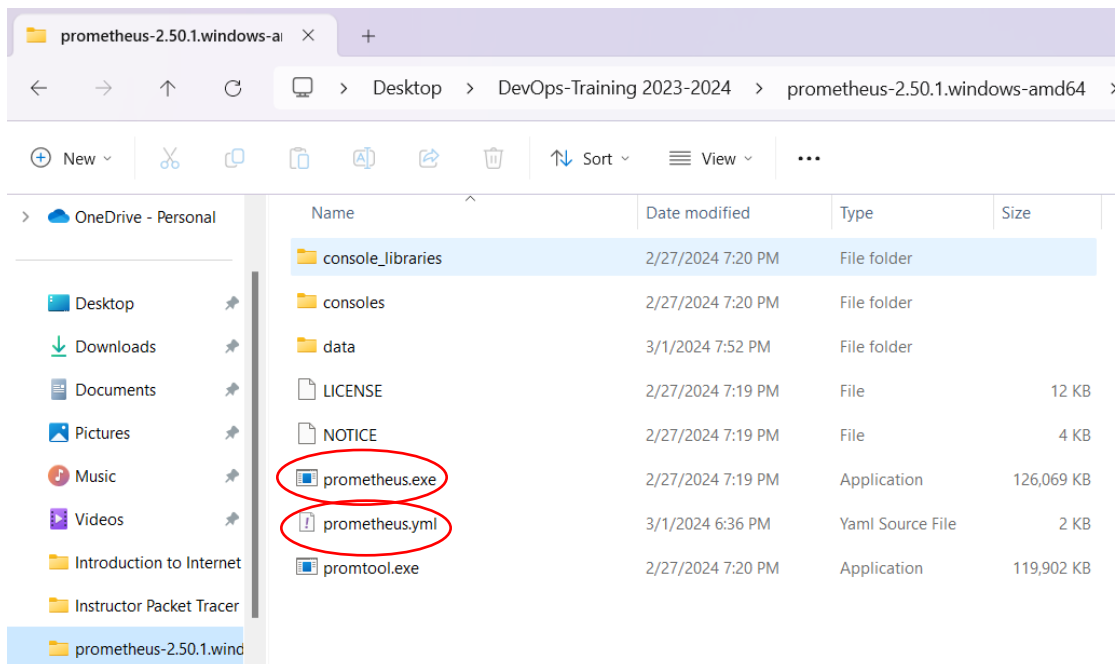 prometheus-2.50.1.windows-a
Desktop > DevOps-Training 2023-2024 > prometheus-2.50.1.windows-amd64 >
New Sort View ...
Name Date modified Type Size
OneDrive - Personal
console_libraries 2/27/2024 7:20 PM File folder
Desktop consoles 2/27/2024 7:20 PM File folder
Downloads data 3/1/2024 7:52 PM File folder
Documents LICENSE 2/27/2024 7:19 PM File 12 KB
Pictures NOTICE 2/27/2024 7:19 PM File 4 KB
Music prometheus.exe 2/27/2024 7:19 PM Application 126,069 KB
Videos prometheus.yml 3/1/2024 6:36 PM Yaml Source File 2 KB
Introduction to Internet promtool.exe 2/27/2024 7:20 PM Application 119,902 KB
Instructor Packet Tracer
prometheus-2.50.1.wind